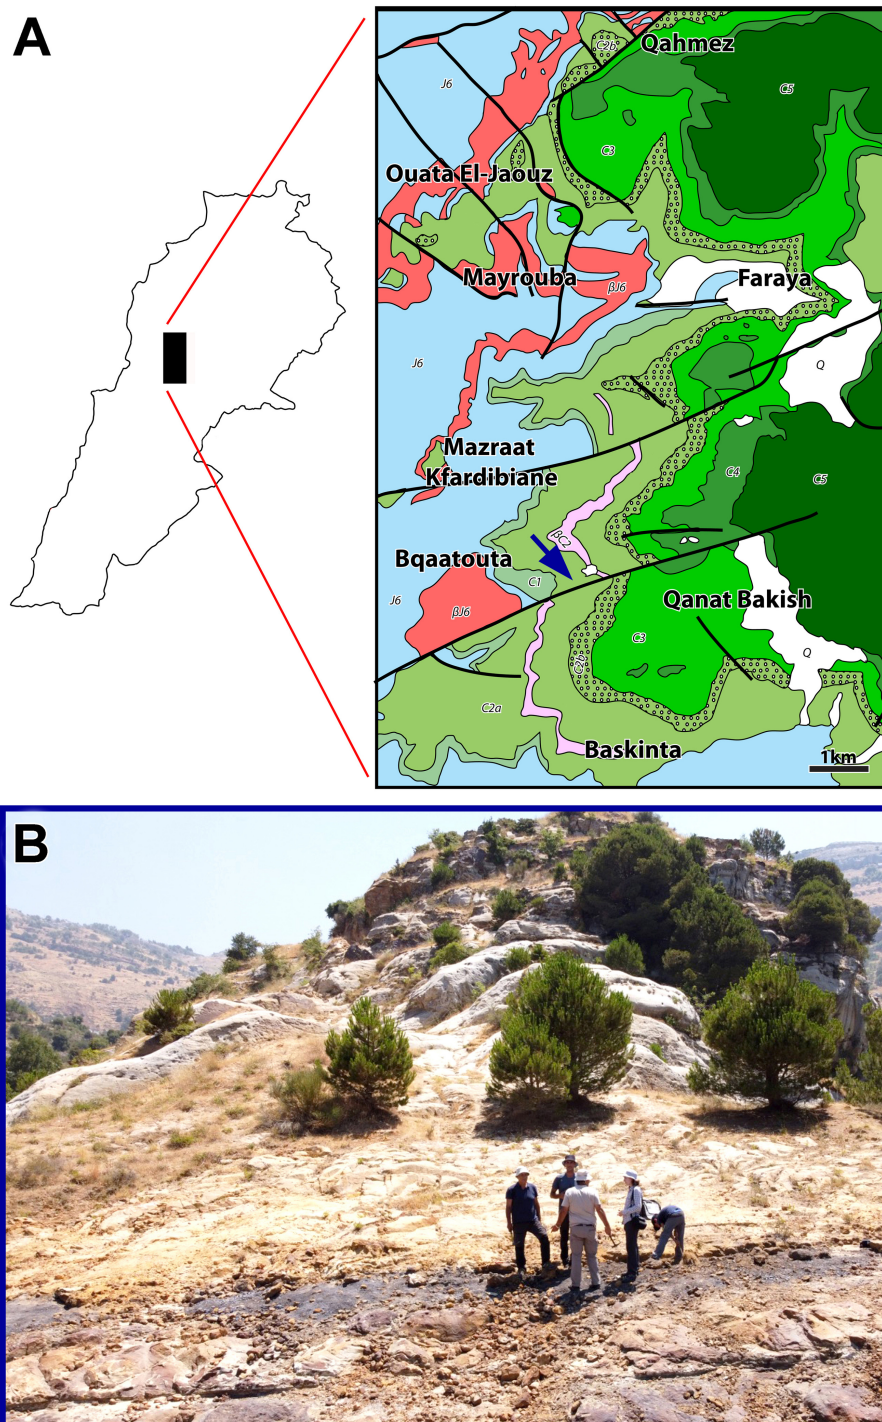 A
Qahmez
C2b
J6
C5
C3
Ouata El-Jaouz
Mayrouba
Faraya
βJ6
J6
Q
Mazraat
Kfardibiane
C4
C5
βC2
Bqaatouta
C1
J6
βJ6
Qanat Bakish
C3
C2b
Q
C2a
Baskinta
1km
B